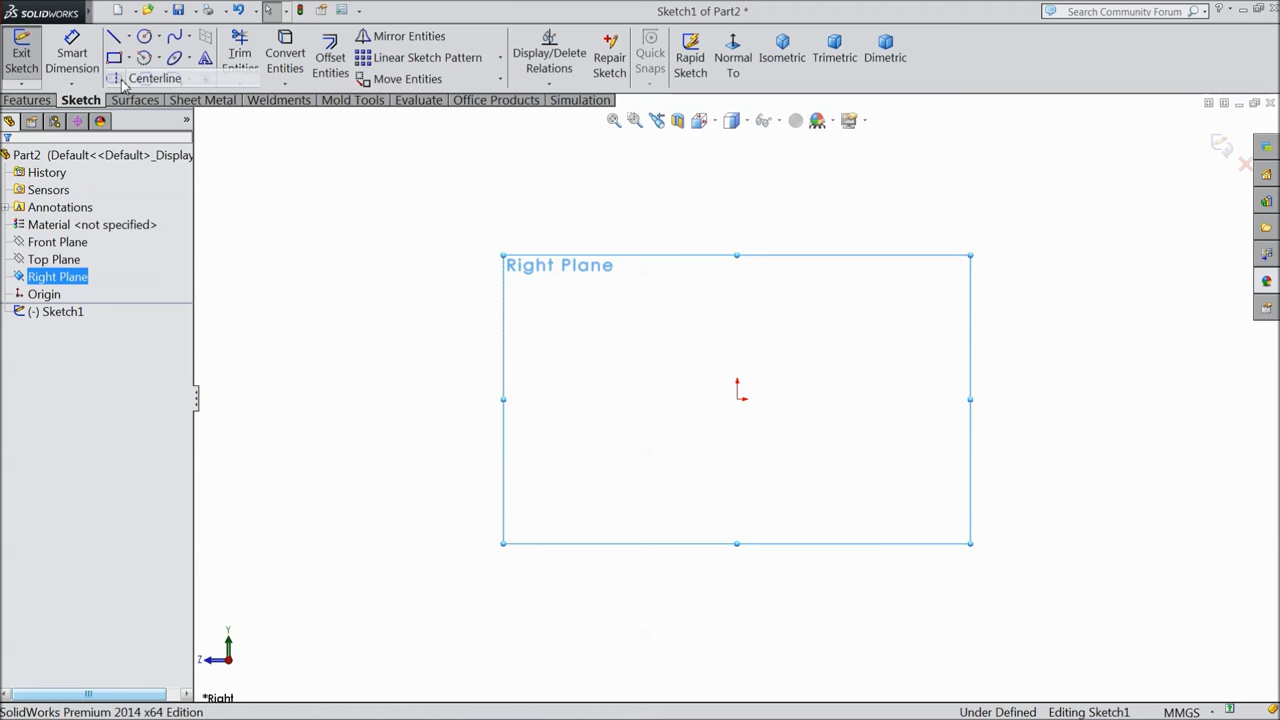 SOLIDWORKS
Sketch1 of Part2 *
Search Community Forum
Exit Sketch
Smart Dimension
Trim Entities
Convert Entities
Offset Entities
Mirror Entities
Linear Sketch Pattern
Move Entities
Display/Delete Relations
Quick Snaps
Repair Sketch
Rapid Sketch
Normal To
Isometric
Trimetric
Dimetric
Centerline
Features
Sketch
Surfaces
Sheet Metal
Weldments
Mold Tools
Evaluate
Office Products
Simulation
Part2 (Default<<Default>_Display
History
Sensors
Annotations
Material <not specified>
Front Plane
Top Plane
Right Plane
Origin
(-) Sketch1
Right Plane
Y
Z
*Right
SolidWorks Premium 2014 x64 Edition
Under Defined
Editing Sketch1
MMGS